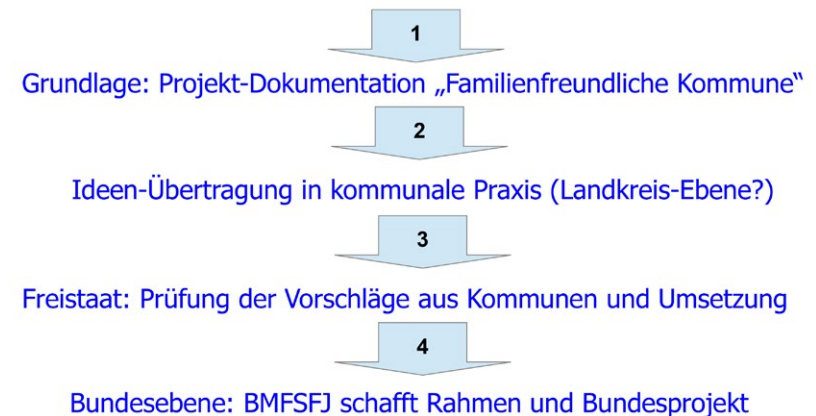 1
Grundlage: Projekt-Dokumentation „Familienfreundliche Kommune“
2
Ideen-Übertragung in kommunale Praxis (Landkreis-Ebene?)
3
Freistaat: Prüfung der Vorschläge aus Kommunen und Umsetzung
4
Bundesebene: BMFSFJ schafft Rahmen und Bundesprojekt